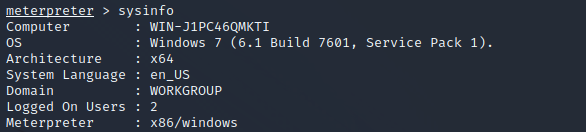 meterpreter > sysinfo
Computer : WIN-J1PC46QMKTI
OS : Windows 7 (6.1 Build 7601, Service Pack 1).
Architecture : x64
System Language : en_US
Domain : WORKGROUP
Logged On Users : 2
Meterpreter : x86/windows